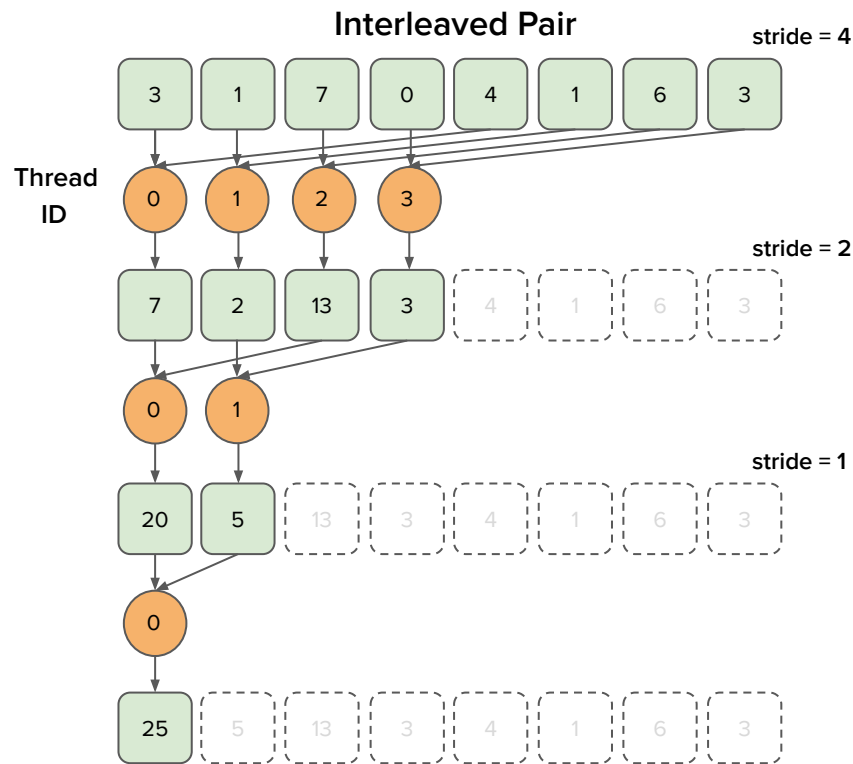 Interleaved Pair
stride = 4
3 1 7 0 4 1 6 3
Thread
ID
0 1 2 3
stride = 2
7 2 13 3 4 1 6 3
0 1
stride = 1
20 5 13 3 4 1 6 3
0
25 5 13 3 4 1 6 3